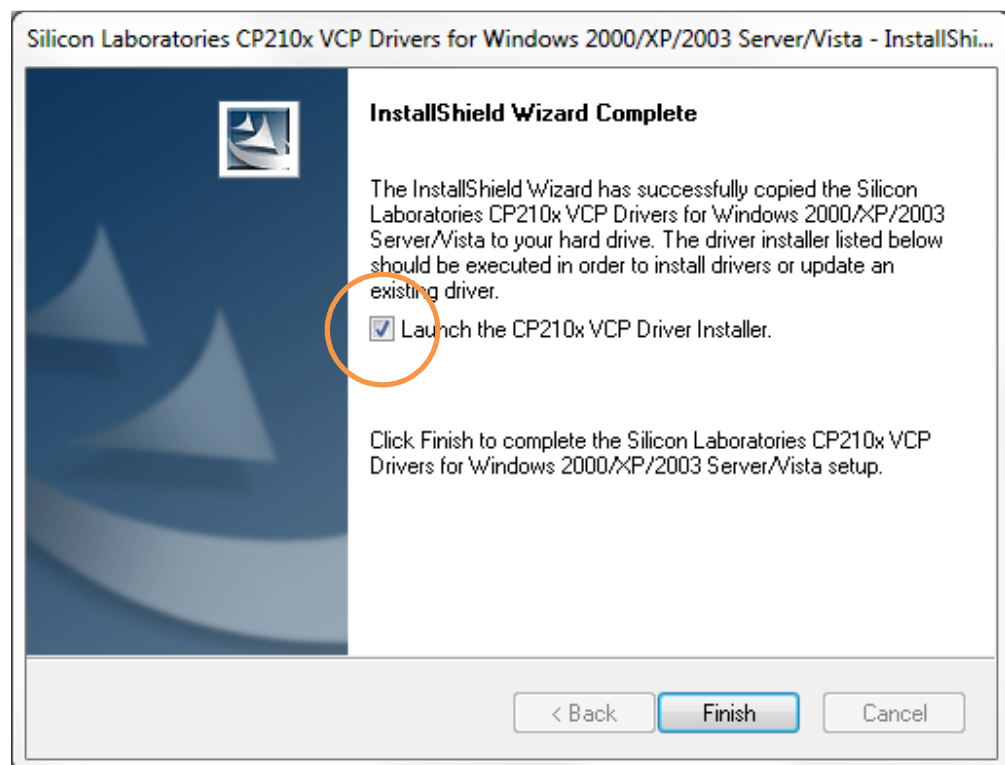 Silicon Laboratories CP210x VCP Drivers for Windows 2000/XP/2003 Server/Vista - InstallShi...
InstallShield Wizard Complete
The InstallShield Wizard has successfully copied the Silicon
Laboratories CP210x VCP Drivers for Windows 2000/XP/2003
Server/Vista to your hard drive. The driver installer listed below
should be executed in order to install drivers or update an
existing driver.
Launch the CP210x VCP Driver Installer.
Click Finish to complete the Silicon Laboratories CP210x VCP
Drivers for Windows 2000/XP/2003 Server/Vista setup.
< Back Finish Cancel